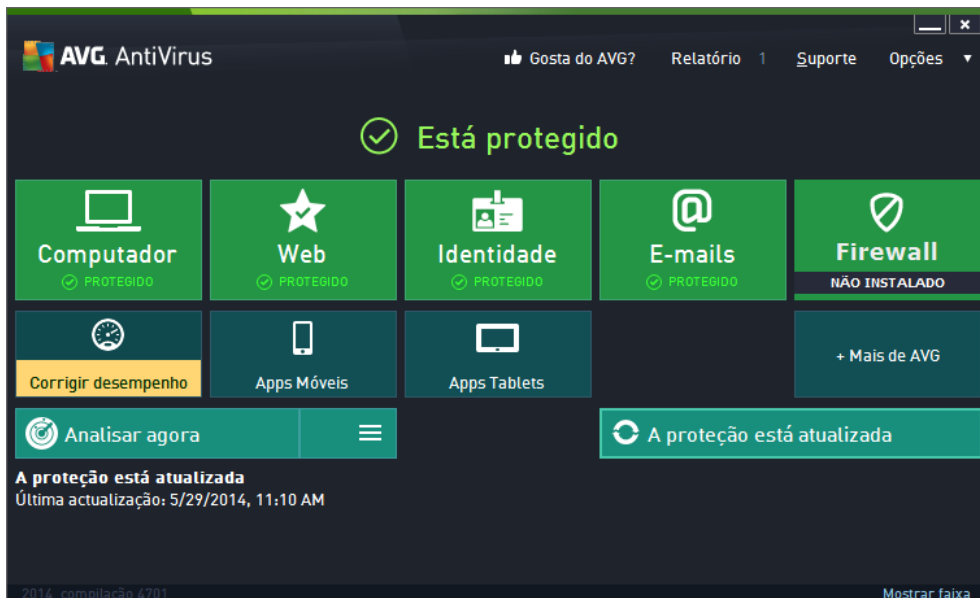 AVG AntiVirus
Gosta do AVG? Relatório 1 Suporte Opções
Está protegido
Computador
PROTEGIDO
Web
PROTEGIDO
Identidade
PROTEGIDO
E-mails
PROTEGIDO
Firewall
NÃO INSTALADO
Corrigir desempenho
Apps Móveis
Apps Tablets
+ Mais de AVG
Analisar agora
A proteção está atualizada
A proteção está atualizada
Última actualização: 5/29/2014, 11:10 AM
2014 compilação 4701
Mostrar faixa